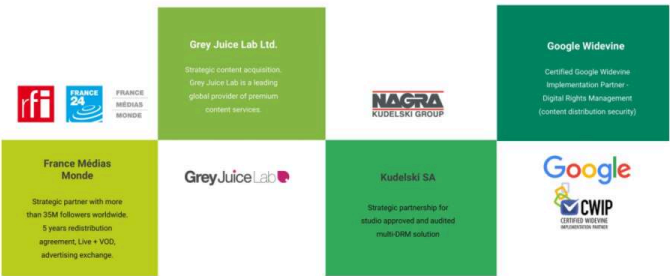 rfi
FRANCE
24
FRANCE
MÉDIAS
MONDE
Grey Juice Lab Ltd.
Strategic content acquisition.
Grey Juice Lab is a leading
global provider of premium
content services.
NAGRA
KUDELSKI GROUP
Google Widevine
Certified Google Widevine
Implementation Partner -
Digital Rights Management
(content distribution security)
France Médias
Monde
Strategic partner with more
than 35M followers worldwide.
5 years redistribution
agreement, Live + VOD,
advertising exchange.
GreyJuiceLab
Kudelski SA
Strategic partnership for
studio approved and audited
multi-DRM solution
Google
CWIP
CERTIFIED WIDEVINE
IMPLEMENTATION PARTNER